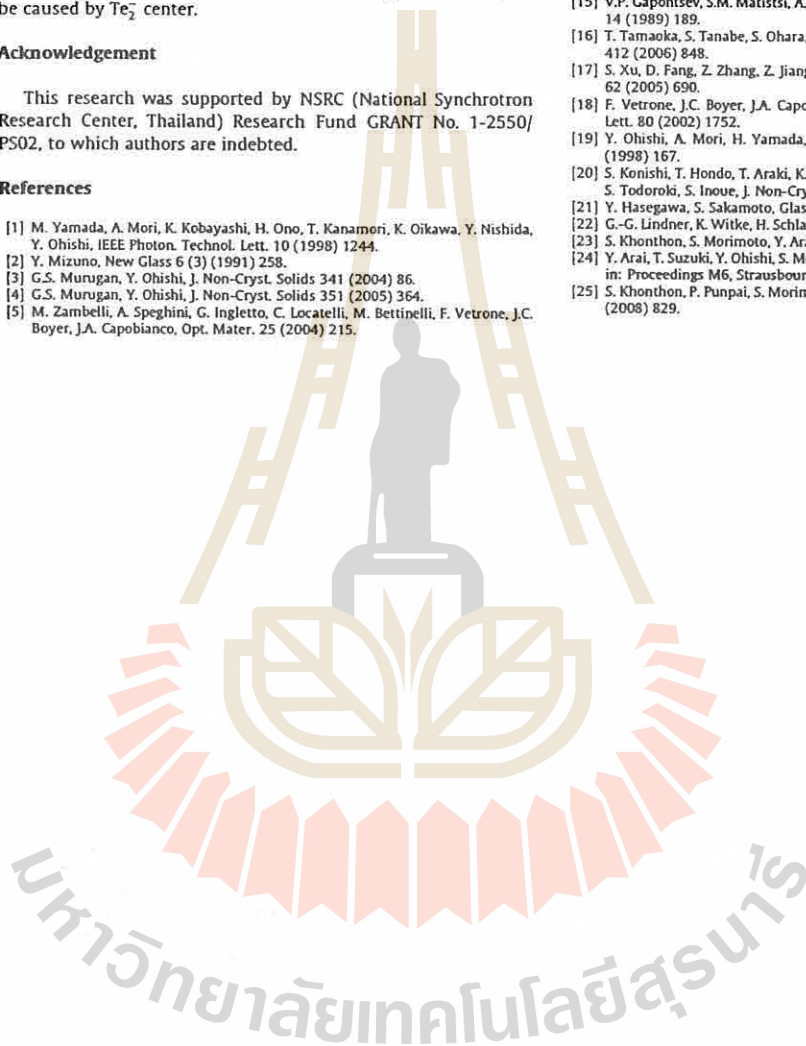 be caused by Te₂⁻ center.
Acknowledgement
This research was supported by NSRC (National Synchrotron
Research Center, Thailand) Research Fund GRANT No. 1-2550/
PS02, to which authors are indebted.
References
[1] M. Yamada, A. Mori, K. Kobayashi, H. Ono, T. Kanamori, K. Oikawa, Y. Nishida,
Y. Ohishi, IEEE Photon. Technol. Lett. 10 (1998) 1244.
[2] Y. Mizuno, New Glass 6 (3) (1991) 258.
[3] G.S. Murugan, Y. Ohishi, J. Non-Cryst. Solids 341 (2004) 86.
[4] G.S. Murugan, Y. Ohishi, J. Non-Cryst. Solids 351 (2005) 364.
[5] M. Zambelli, A. Speghini, G. Ingletto, C. Locatelli, M. Bettinelli, F. Vetrone, J.C.
Boyer, J.A. Capobianco, Opt. Mater. 25 (2004) 215.
[15] V.P. Gapontsev, S.M. Matistsi, A.
14 (1989) 189.
[16] T. Tamaoka, S. Tanabe, S. Ohara,
412 (2006) 848.
[17] S. Xu, D. Fang, Z. Zhang, Z. Jiang
62 (2005) 690.
[18] F. Vetrone, J.C. Boyer, J.A. Capo
Lett. 80 (2002) 1752.
[19] Y. Ohishi, A. Mori, H. Yamada,
(1998) 167.
[20] S. Konishi, T. Hondo, T. Araki, K.
S. Todoroki, S. Inoue, J. Non-Cry
[21] Y. Hasegawa, S. Sakamoto, Glas
[22] G.-G. Lindner, K. Witke, H. Schla
[23] S. Khonthon, S. Morimoto, Y. Ara
[24] Y. Arai, T. Suzuki, Y. Ohishi, S. M
in: Proceedings M6, Strausbour
[25] S. Khonthon, P. Punpai, S. Morim
(2008) 829.
มหาวิทยาลัยเทคโนโลยีสุรนาร